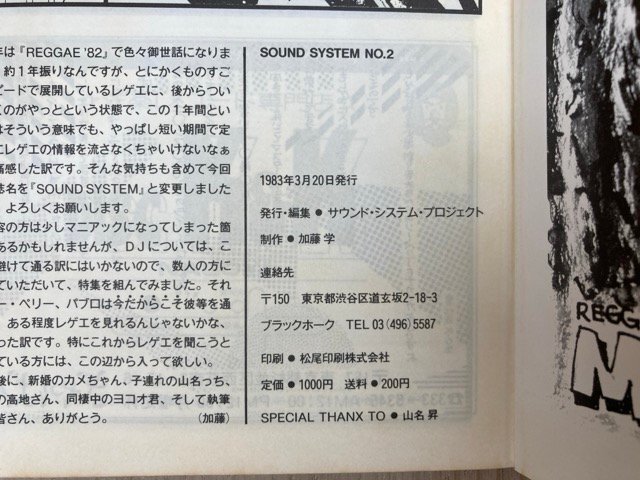 年は『REGGAE '82』で色々御世話になりま
、約1年振りなんですが、とにかくものすご
ピードで展開しているレゲエに、後からつい
くのがやっとという状態で、この1年間とい
はそういう意味でも、やっぱし短い期間で定
にレゲエの情報を流さなくちゃいけないなぁ
痛感した訳です。そんな気持ちも含めて今回
誌名を『SOUND SYSTEM』と変更しました
、よろしくお願いします。
容の方は少しマニアックになってしまった箇
あるかもしれませんが、DJについては、こ
避けて通る訳にはいかないので、数人の方に
ていただいて、特集を組んでみました。それ
ー・ペリー、パブロは今だからこそ彼等を通
、ある程度レゲエを見れるんじゃないかな、
った訳です。特にこれからレゲエを聞こうと
ている方には、この辺から入って欲しい。
後に、新婚のカメちゃん、子連れの山名っち、
の高地さん、同棲中のヨコオ君、そして執筆
皆さん、ありがとう。 (加藤)
SOUND SYSTEM NO.2
1983年3月20日発行
発行・編集●サウンド・システム・プロジェクト
制作●加藤 学
連絡先
〒150 東京都渋谷区道玄坂2-18-3
ブラックホーク TEL 03(496)5587
印刷●松尾印刷株式会社
定価●1000円 送料●200円
SPECIAL THANX TO●山名 昇
REGGA
M